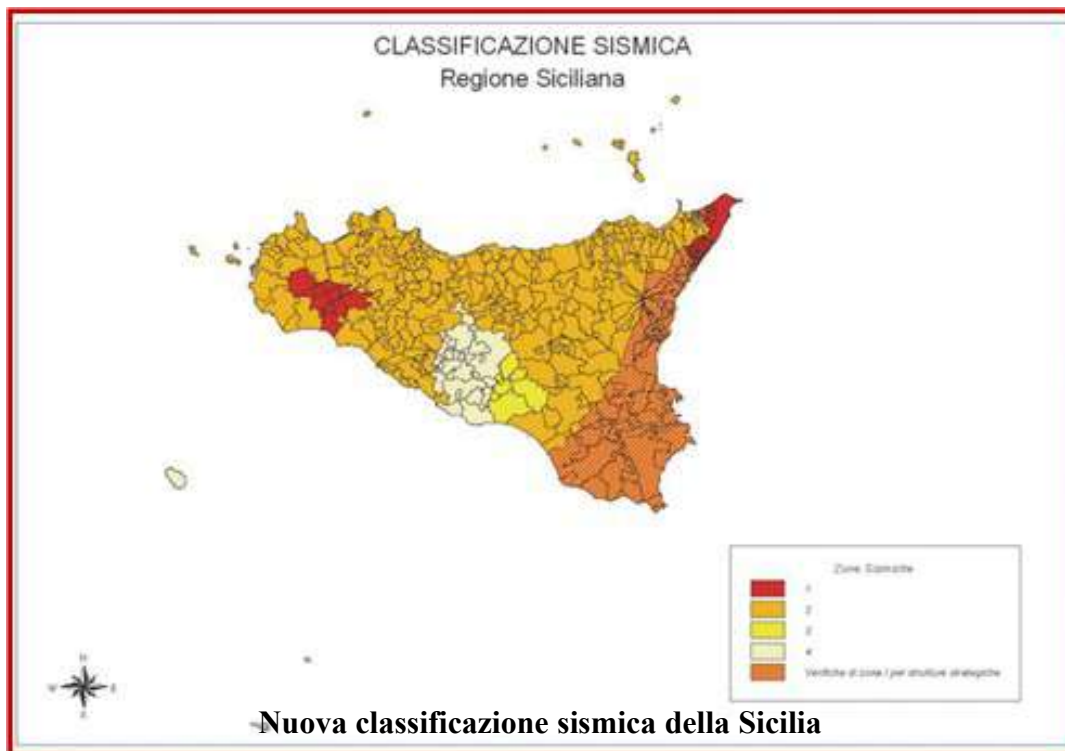 CLASSIFICAZIONE SISMICA
Regione Siciliana
Zone Sismiche
1
2
3
4
Verifiche di zona I per strutture strategiche
N
W E
S
Nuova classificazione sismica della Sicilia